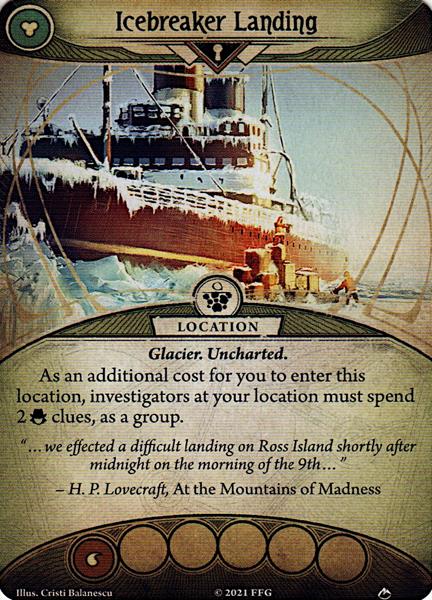 Icebreaker Landing
LOCATION
Glacier. Uncharted.
As an additional cost for you to enter this
location, investigators at your location must spend
2 clues, as a group.
“…we effected a difficult landing on Ross Island shortly after
midnight on the morning of the 9th…”
– H. P. Lovecraft, At the Mountains of Madness
Illus. Cristi Balanescu
© 2021 FFG